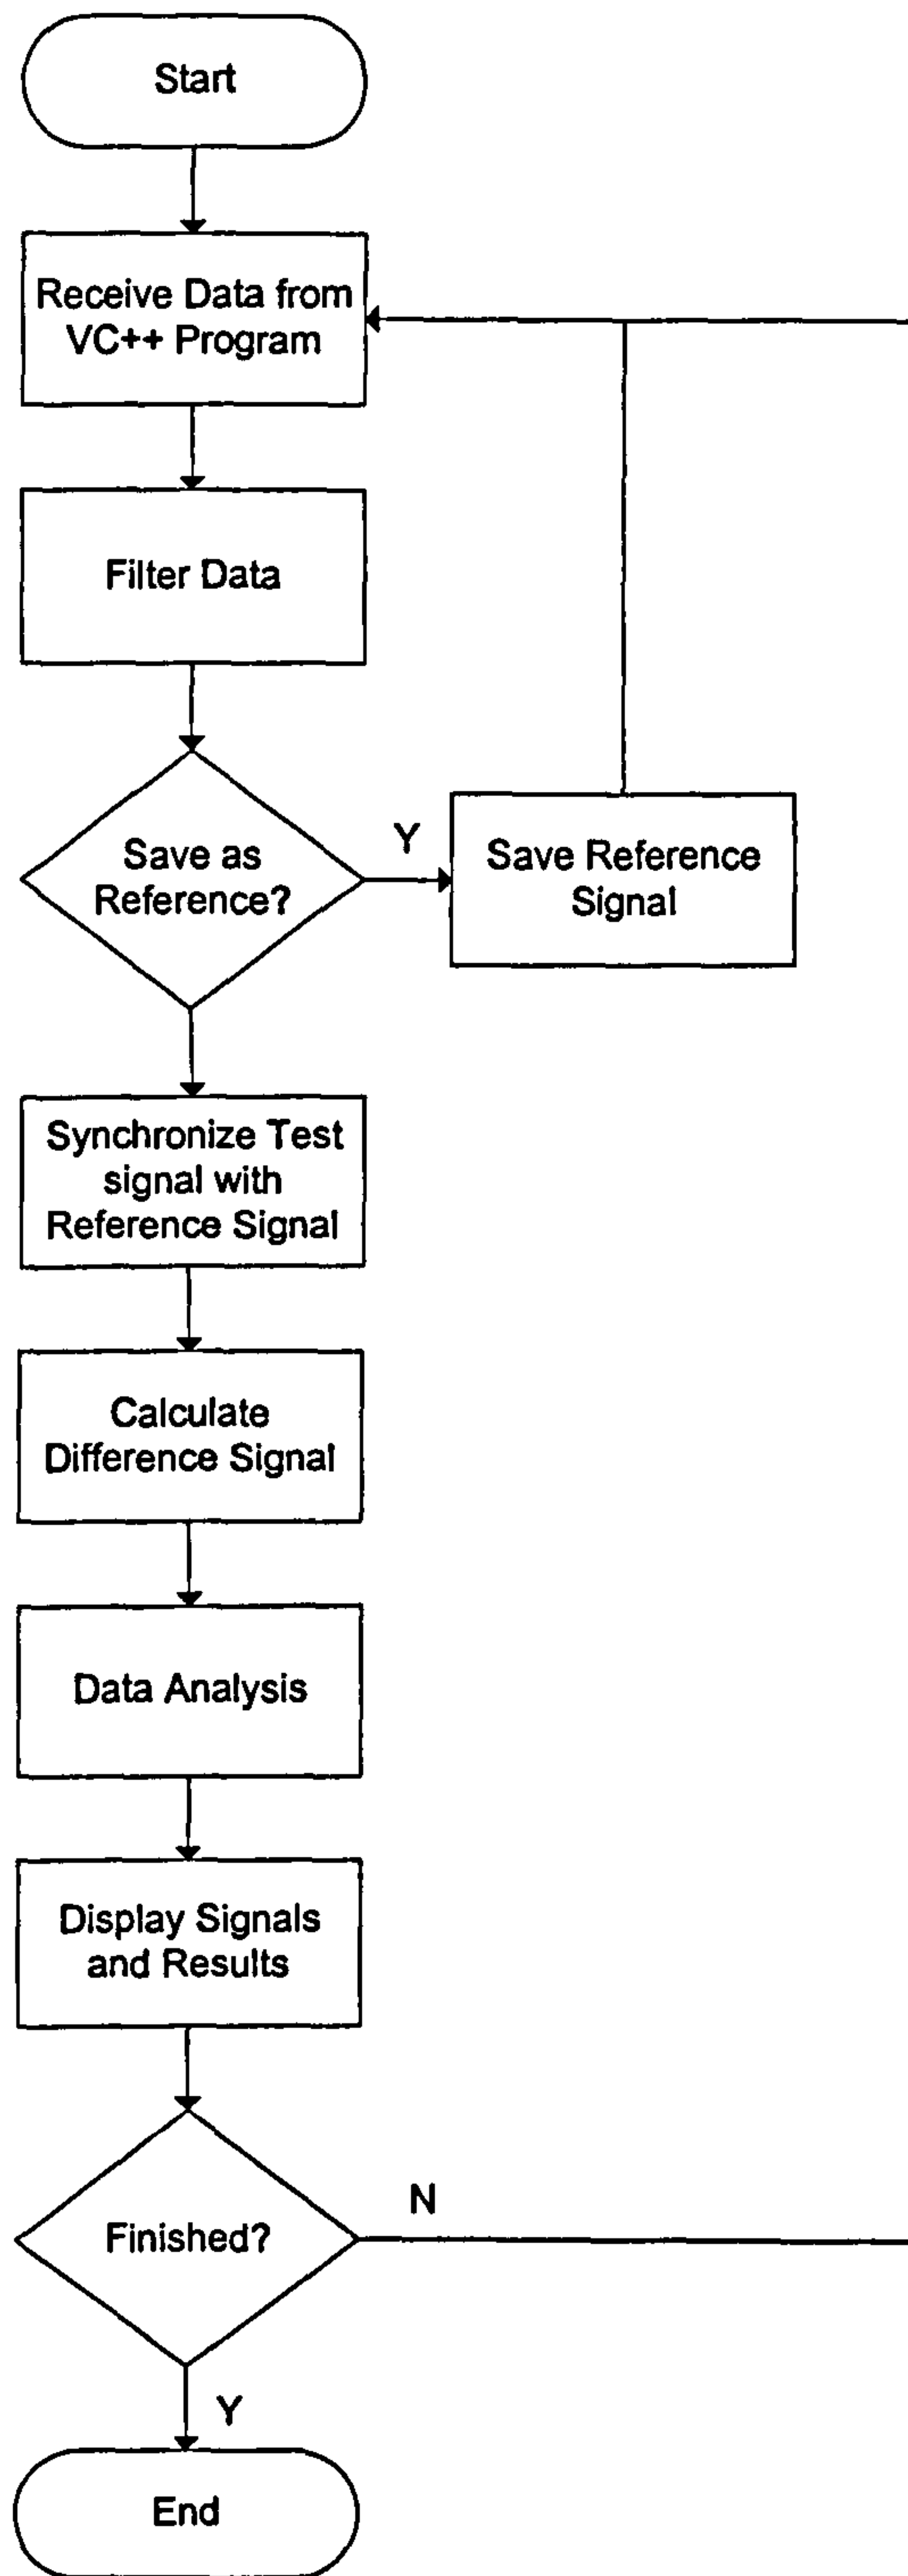 Start
Receive Data from
VC++ Program
Filter Data
Save as
Reference?
Y
Save Reference
Signal
Synchronize Test
signal with
Reference Signal
Calculate
Difference Signal
Data Analysis
Display Signals
and Results
Finished?
N
Y
End